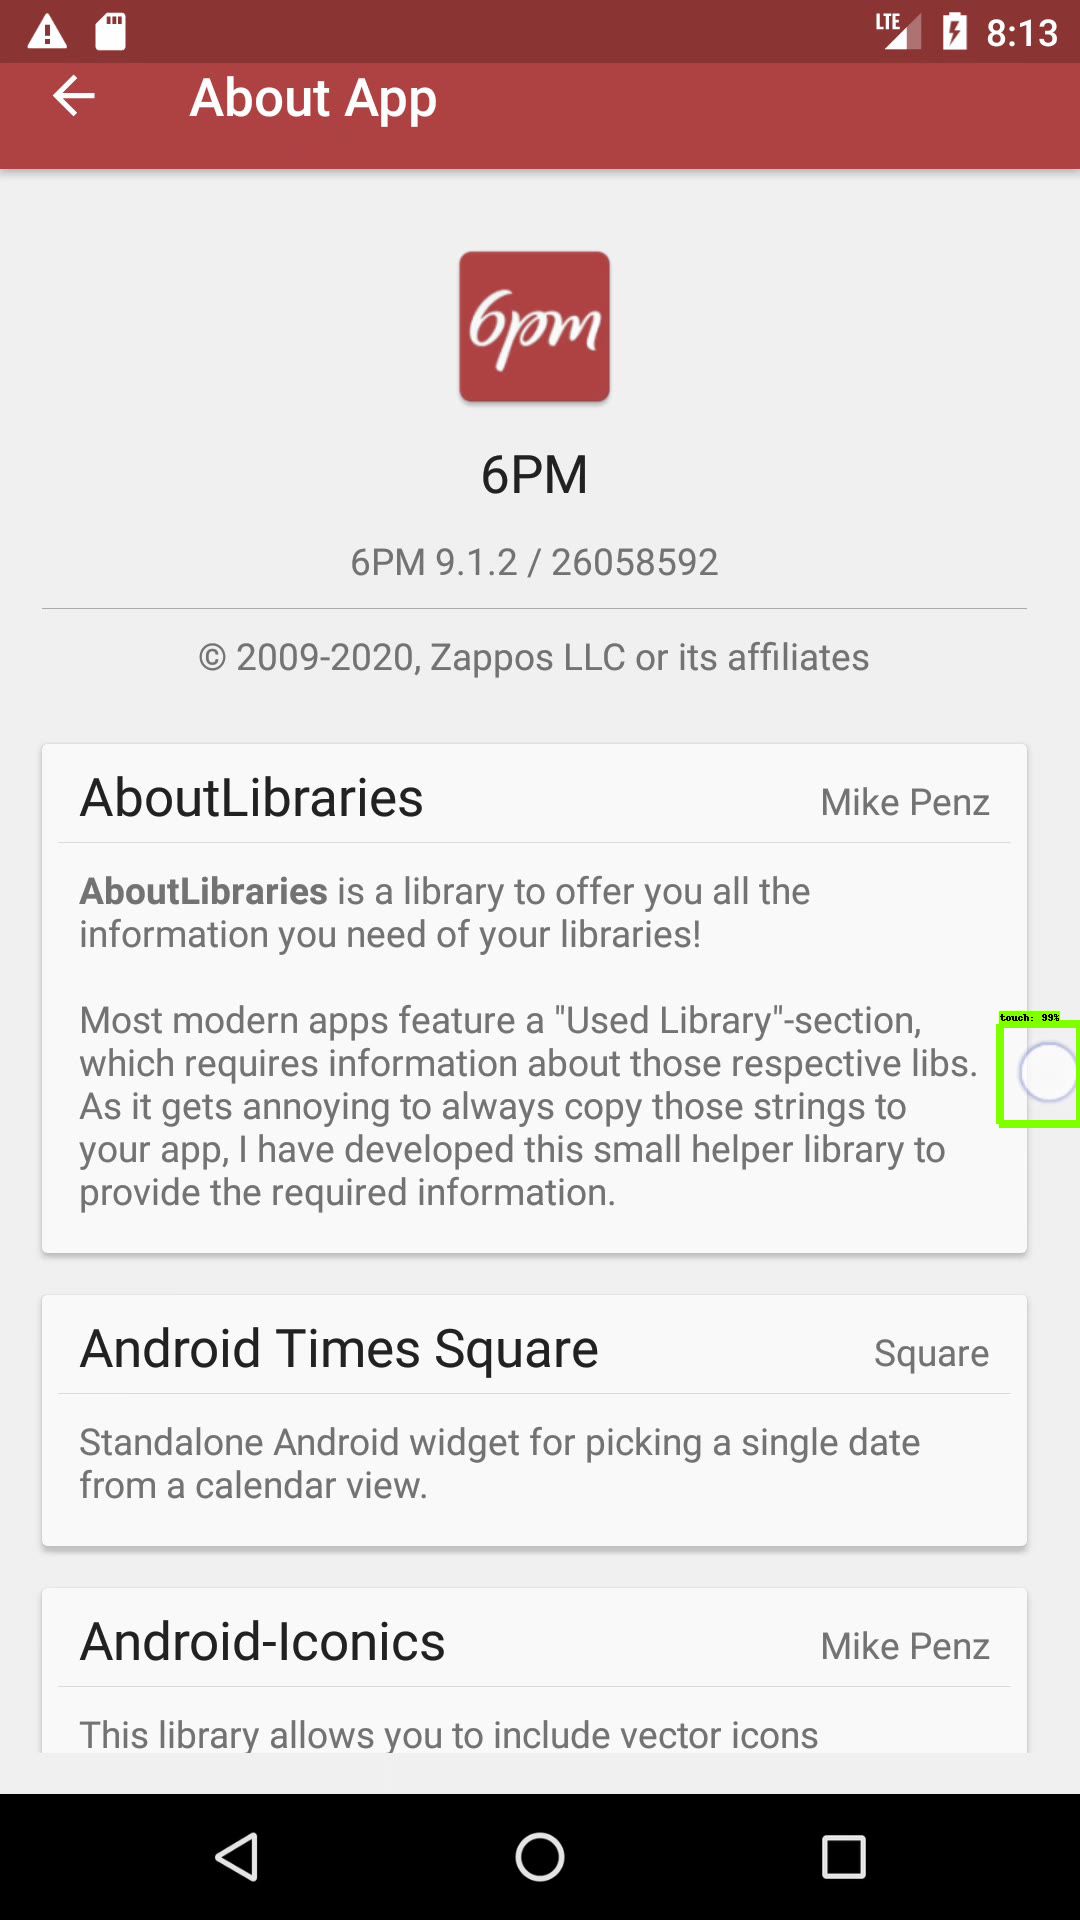 LTE 8:13
About App
6pm
6PM
6PM 9.1.2 / 26058592
© 2009-2020, Zappos LLC or its affiliates
AboutLibraries Mike Penz
AboutLibraries is a library to offer you all the
information you need of your libraries!
Most modern apps feature a "Used Library"-section,
which requires information about those respective libs.
As it gets annoying to always copy those strings to
your app, I have developed this small helper library to
provide the required information.
touch: 99%
Android Times Square Square
Standalone Android widget for picking a single date
from a calendar view.
Android-Iconics Mike Penz
This library allows you to include vector icons